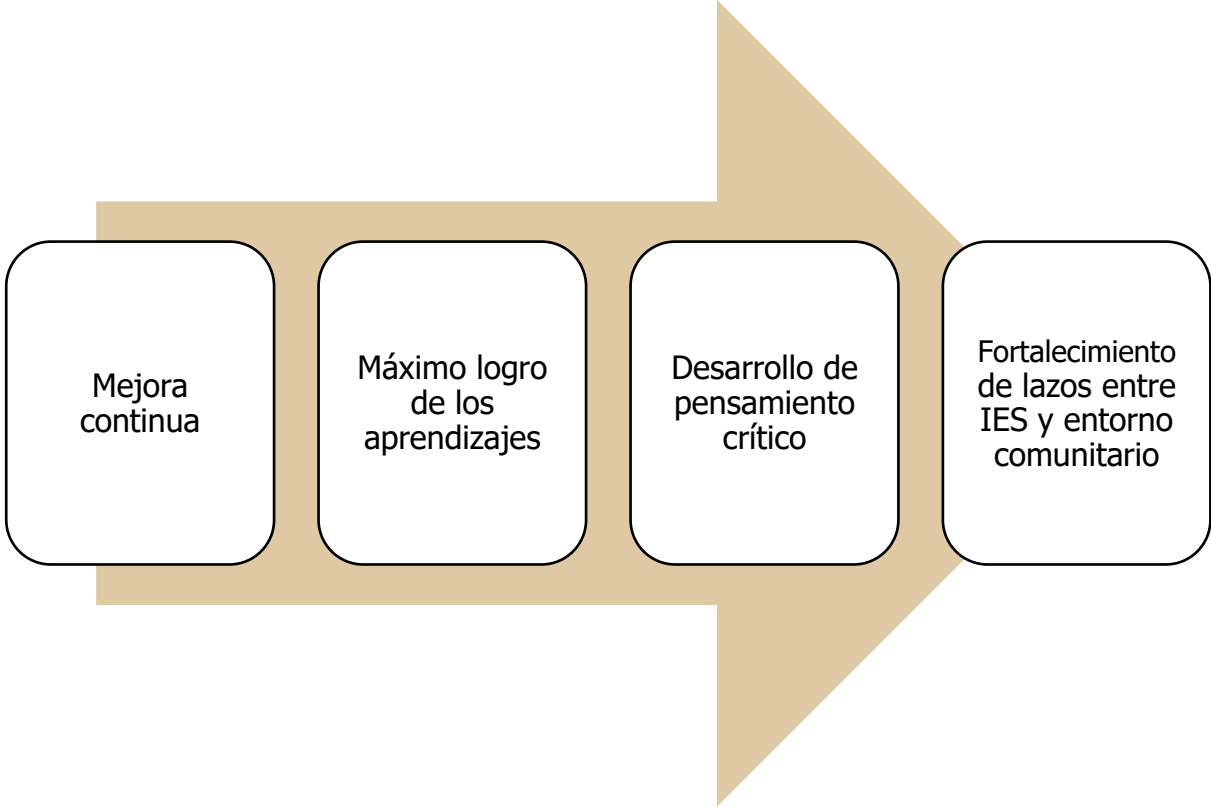 Mejora
continua
Máximo logro
de los
aprendizajes
Desarrollo de
pensamiento
crítico
Fortalecimiento
de lazos entre
IES y entorno
comunitario